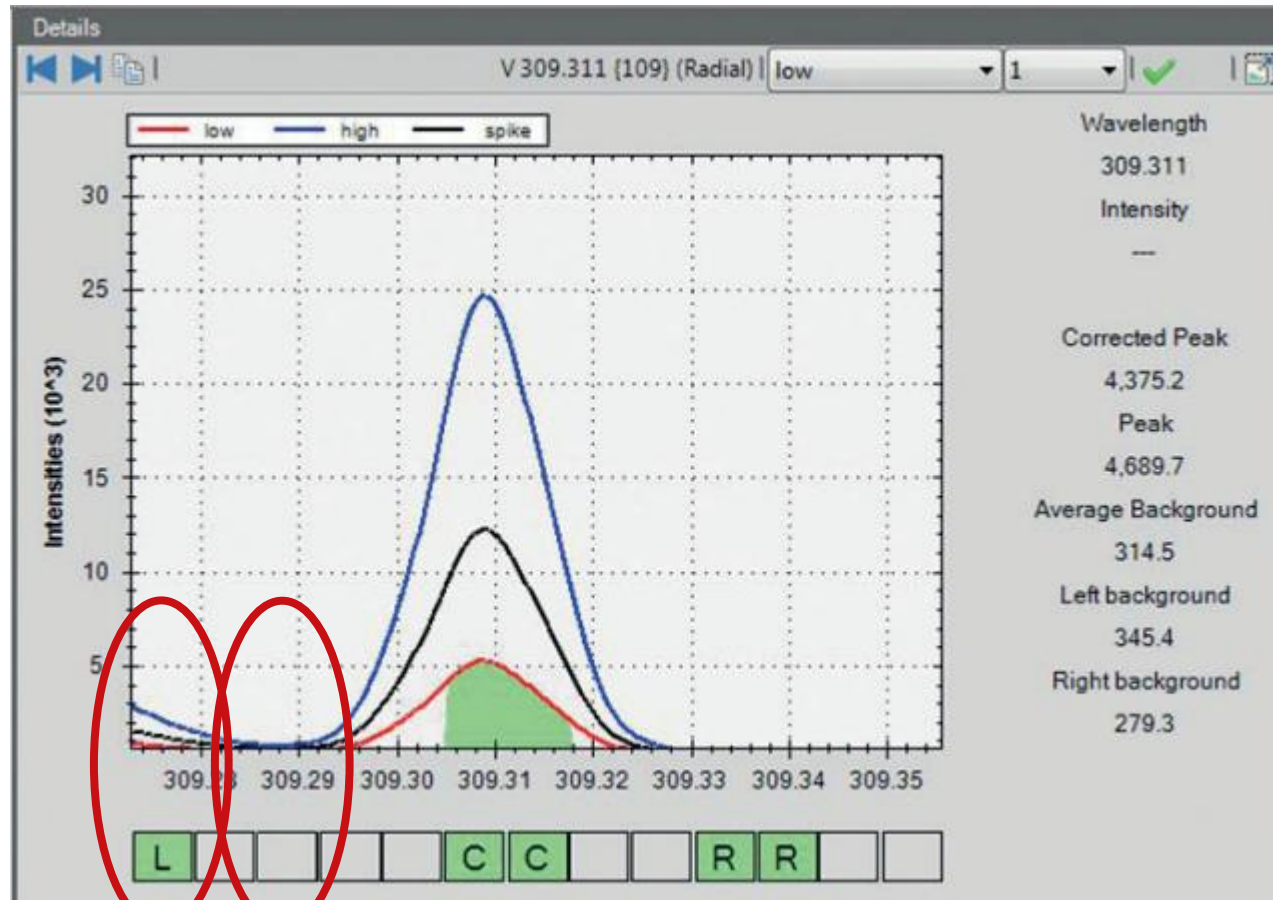 Details
V 309.311 {109} (Radial) low 1
low high spike
Wavelength
309.311
Intensity
---
Corrected Peak
4,375.2
Peak
4,689.7
Average Background
314.5
Left background
345.4
Right background
279.3
Intensities (10^3)
30
25
20
15
10
5
309.28 309.29 309.30 309.31 309.32 309.33 309.34 309.35
L C C R R